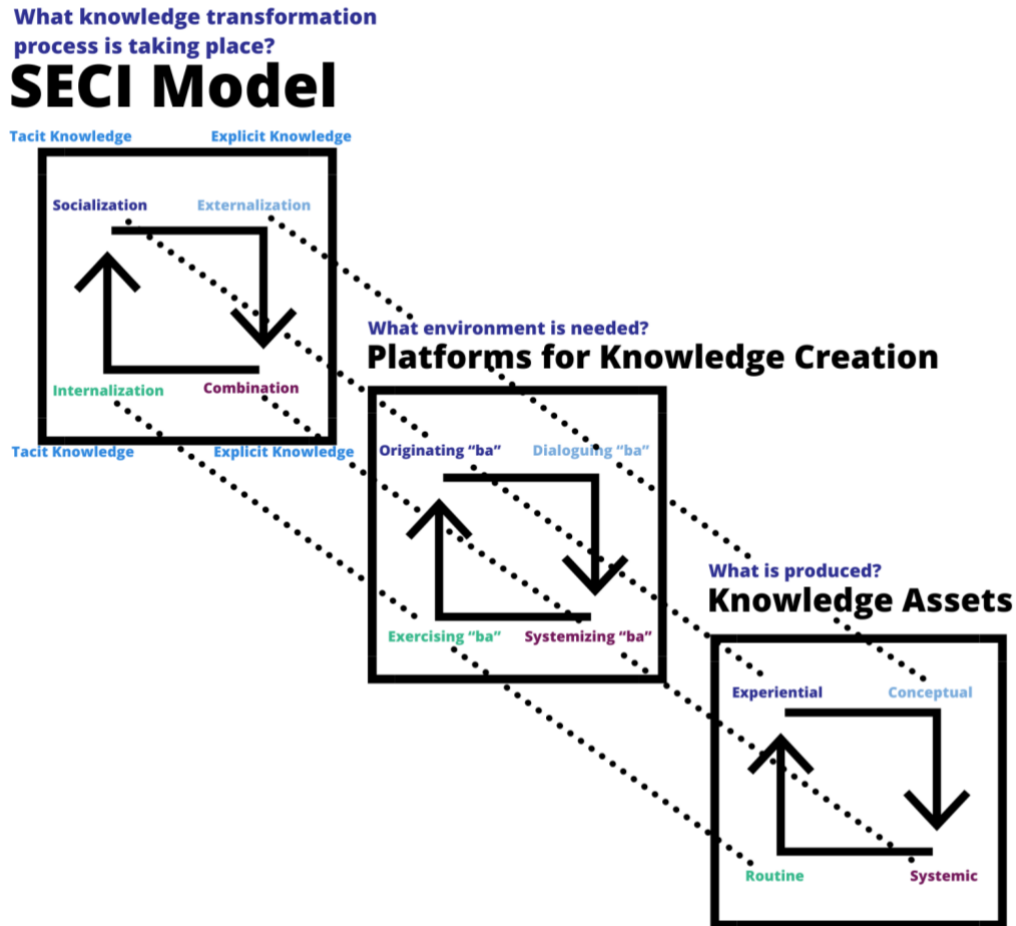 What knowledge transformation
process is taking place?
SECI Model
Tacit Knowledge Explicit Knowledge
Socialization Externalization
Internalization Combination
Tacit Knowledge Explicit Knowledge
What environment is needed?
Platforms for Knowledge Creation
Originating “ba” Dialoguing “ba”
Exercising “ba” Systemizing “ba”
What is produced?
Knowledge Assets
Experiential Conceptual
Routine Systemic